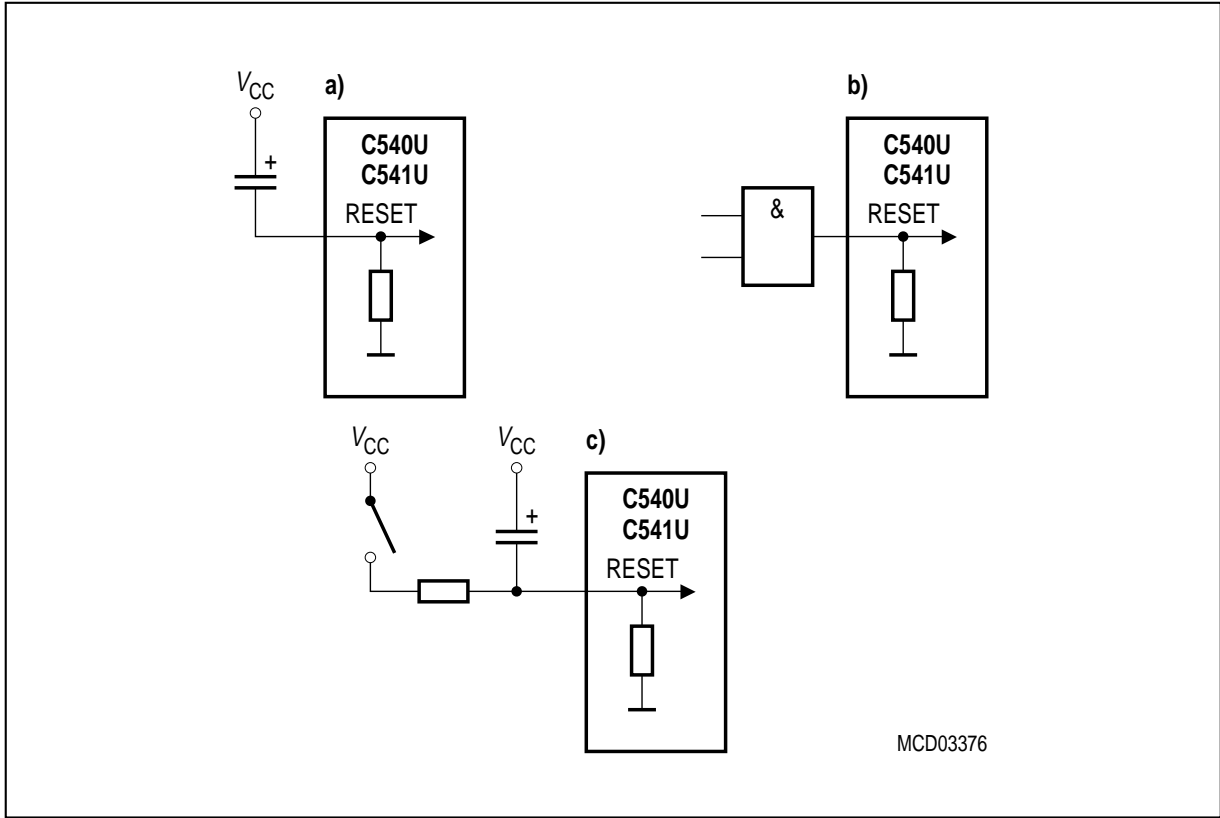 VCC
a)
+
C540U
C541U
RESET
b)
&
C540U
C541U
RESET
VCC
VCC
c)
+
C540U
C541U
RESET
MCD03376